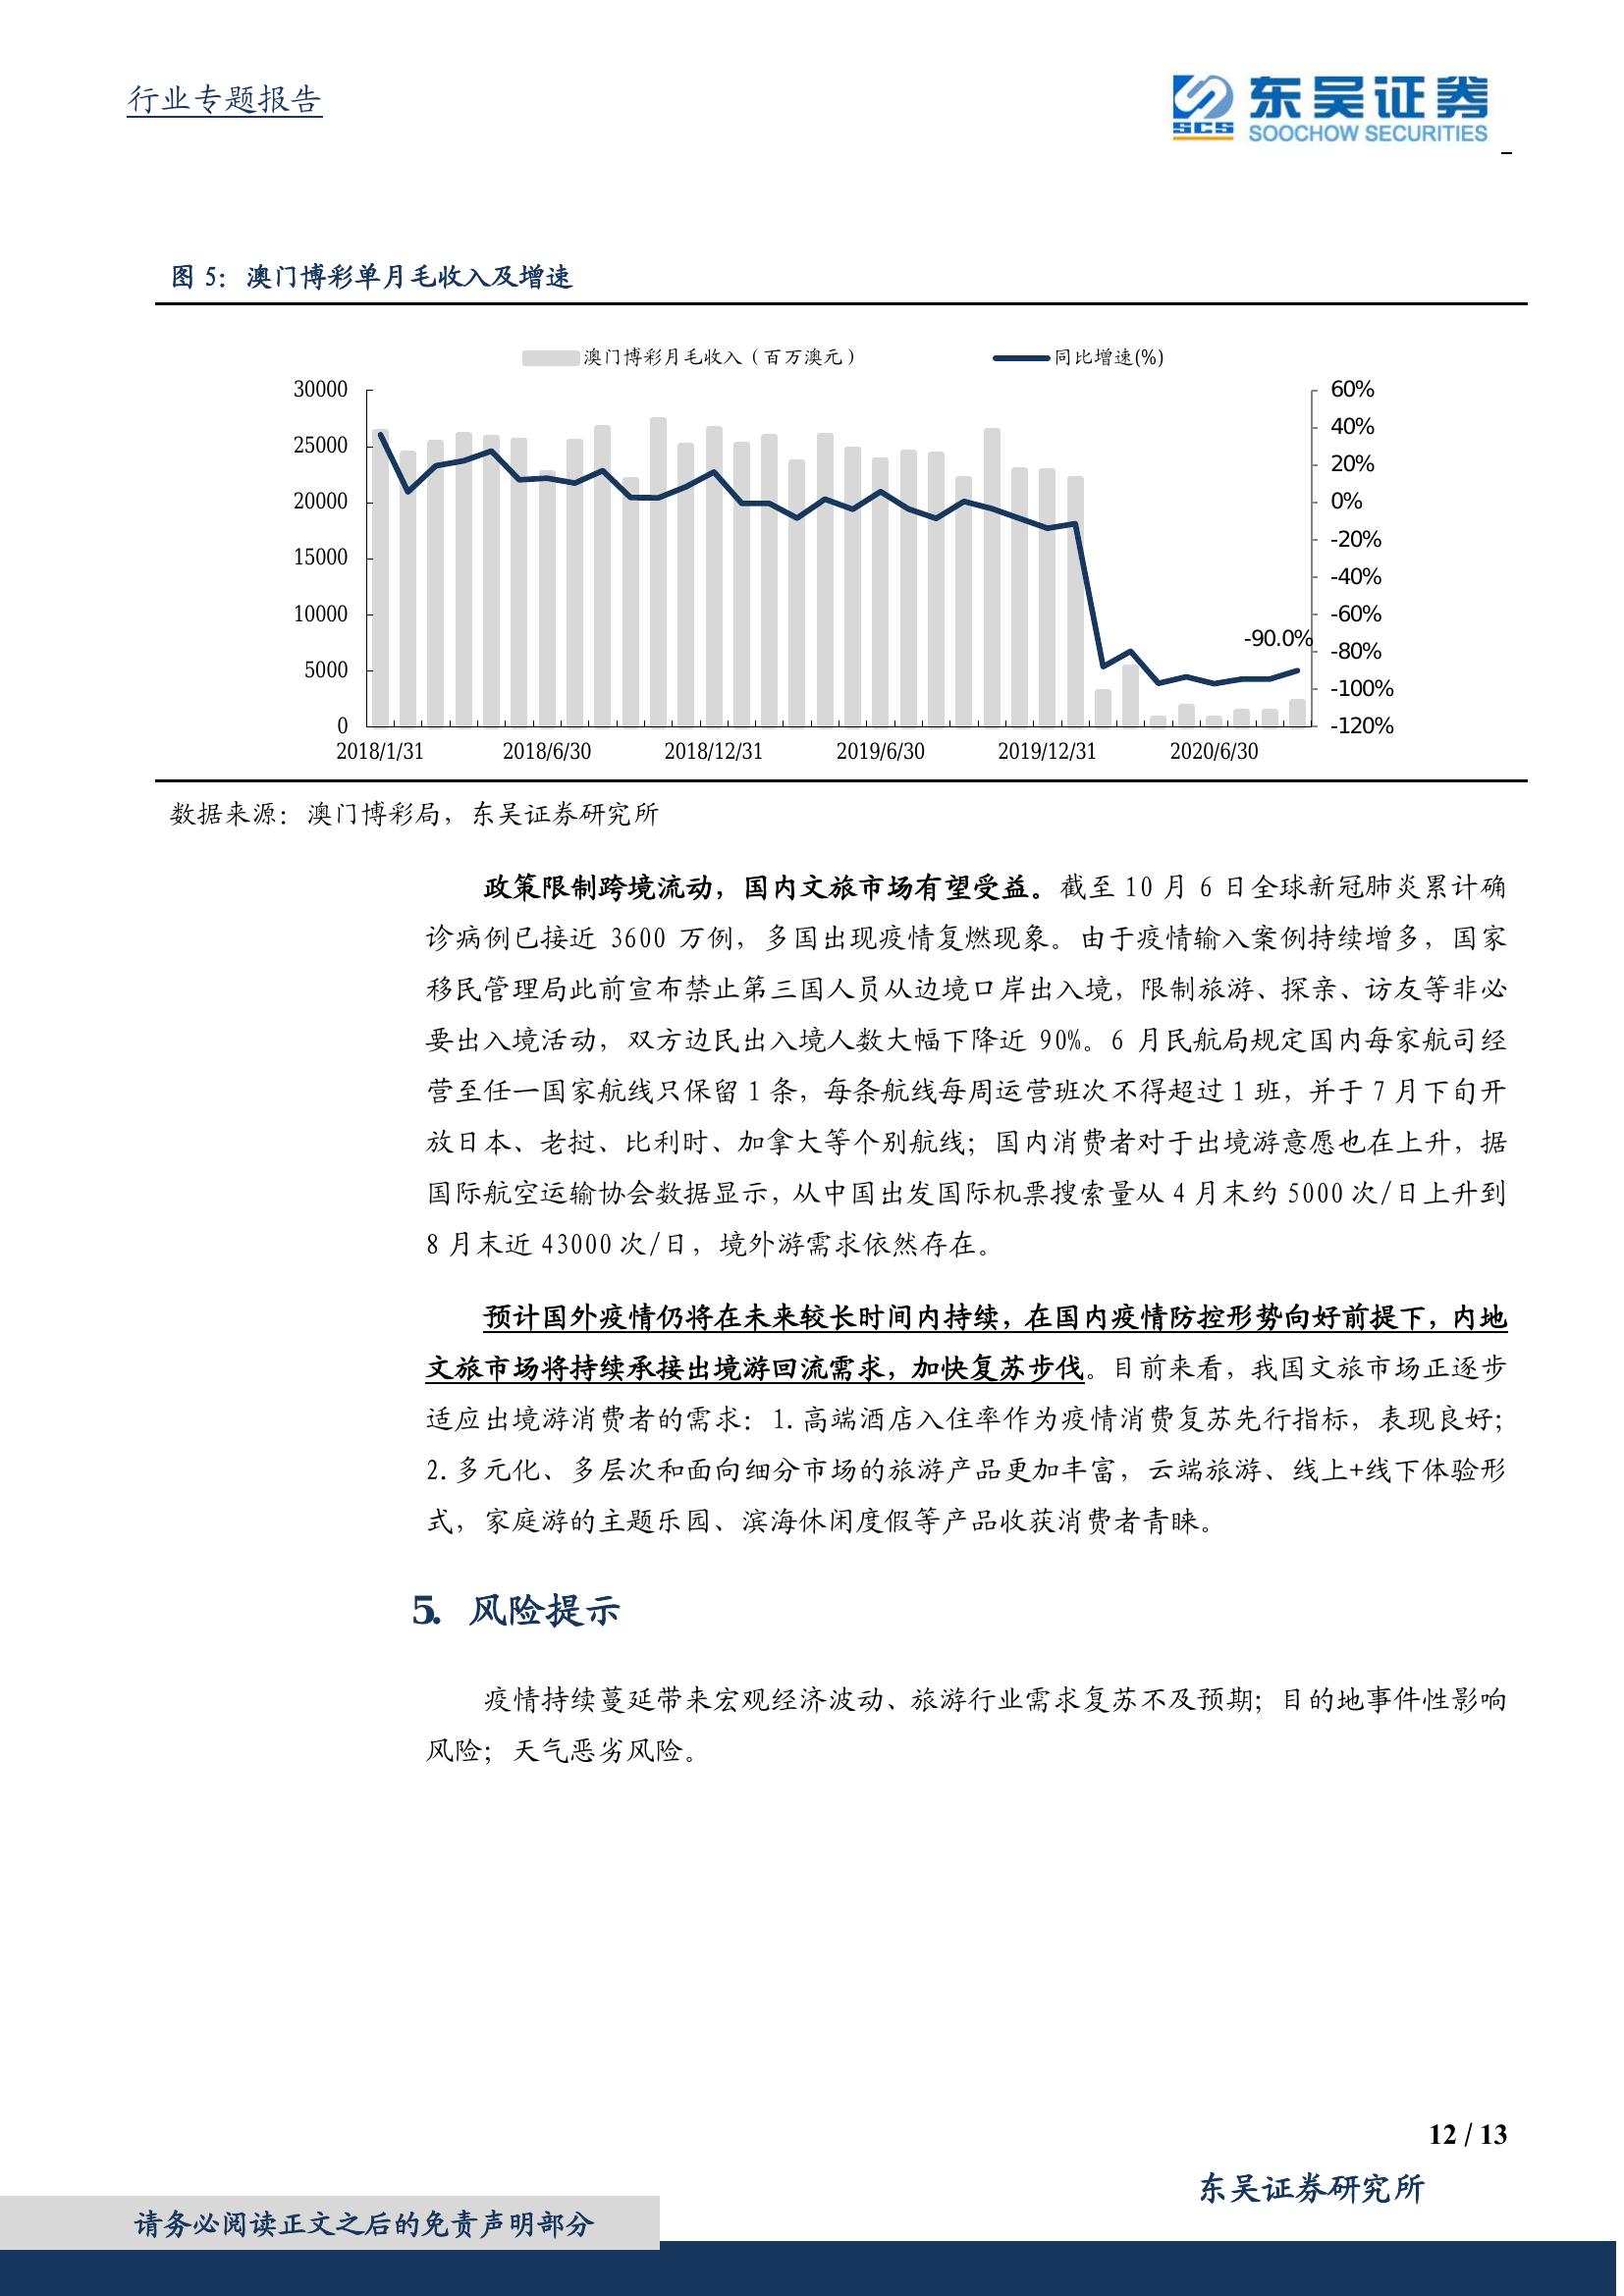 行业专题报告
SCS
东吴证券
SOOCHOW SECURITIES
图 5：澳门博彩单月毛收入及增速
澳门博彩月毛收入（百万澳元）
同比增速(%)
30000
25000
20000
15000
10000
5000
0
60%
40%
20%
0%
-20%
-40%
-60%
-80%
-100%
-120%
-90.0%
2018/1/31
2018/6/30
2018/12/31
2019/6/30
2019/12/31
2020/6/30
数据来源：澳门博彩局，东吴证券研究所
政策限制跨境流动，国内文旅市场有望受益。截至 10 月 6 日全球新冠肺炎累计确
诊病例已接近 3600 万例，多国出现疫情复燃现象。由于疫情输入案例持续增多，国家
移民管理局此前宣布禁止第三国人员从边境口岸出入境，限制旅游、探亲、访友等非必
要出入境活动，双方边民出入境人数大幅下降近 90%。6 月民航局规定国内每家航司经
营至任一国家航线只保留 1 条，每条航线每周运营班次不得超过 1 班，并于 7 月下旬开
放日本、老挝、比利时、加拿大等个别航线；国内消费者对于出境游意愿也在上升，据
国际航空运输协会数据显示，从中国出发国际机票搜索量从 4 月末约 5000 次/日上升到
8 月末近 43000 次/日，境外游需求依然存在。
预计国外疫情仍将在未来较长时间内持续，在国内疫情防控形势向好前提下，内地
文旅市场将持续承接出境游回流需求，加快复苏步伐。目前来看，我国文旅市场正逐步
适应出境游消费者的需求：1.高端酒店入住率作为疫情消费复苏先行指标，表现良好；
2.多元化、多层次和面向细分市场的旅游产品更加丰富，云端旅游、线上+线下体验形
式，家庭游的主题乐园、滨海休闲度假等产品收获消费者青睐。
5. 风险提示
疫情持续蔓延带来宏观经济波动、旅游行业需求复苏不及预期；目的地事件性影响
风险；天气恶劣风险。
12 / 13
东吴证券研究所
请务必阅读正文之后的免责声明部分